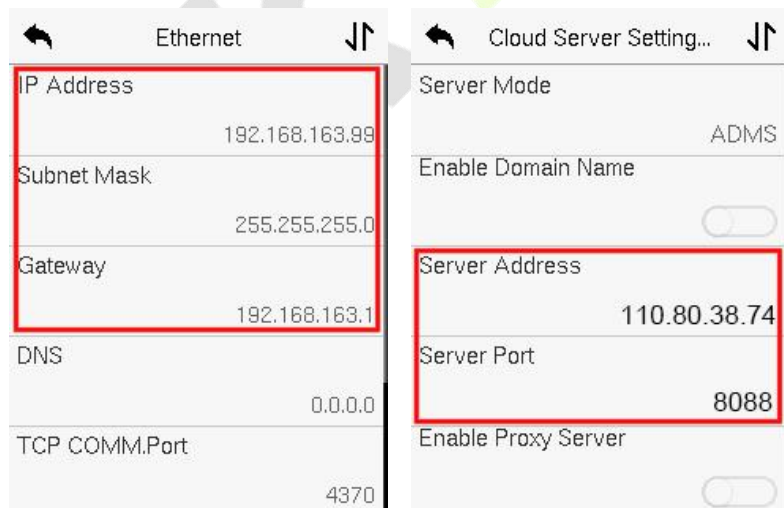 Ethernet
IP Address
192.168.163.99
Subnet Mask
255.255.255.0
Gateway
192.168.163.1
DNS
0.0.0.0
TCP COMM.Port
4370
Cloud Server Setting...
Server Mode
ADMS
Enable Domain Name
Server Address
110.80.38.74
Server Port
8088
Enable Proxy Server